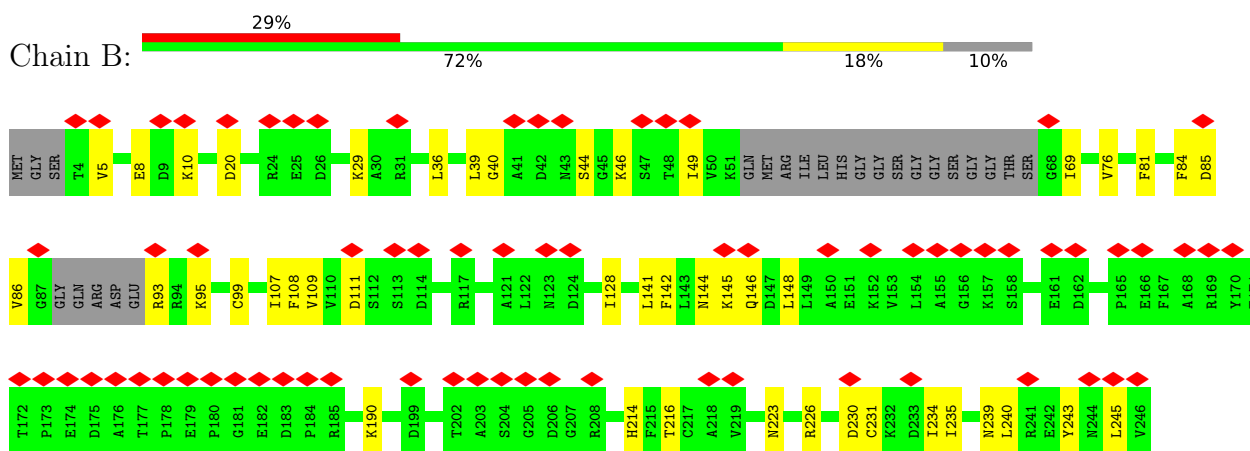 29%
Chain B:
72% 18% 10%
MET GLY SER T4 V5 E8 D9 K10 D20 R24 E25 D26 K29 A30 R31 L36 L39 G40 A41 D42 N43 S44 G45 K46 S47 T48 I49 V50 K51 GLN MET ARG ILE LEU HIS GLY GLY SER GLY GLY SER GLY GLY THR SER G68 I69 V76 F81 F84 D85
V86 G87 GLY GLN ARG ASP GLU R93 R94 K95 C99 I107 F108 V109 V110 D111 S112 S113 D114 R117 A121 L122 N123 D124 I128 L141 F142 L143 N144 K145 Q146 D147 L148 L149 A150 E151 K152 V153 L154 A155 G156 K157 S158 E161 D162 P165 E166 F167 A168 R169 Y170
T172 P173 E174 D175 A176 T177 P178 E179 P180 G181 E182 D183 P184 R185 K190 D199 T202 A203 S204 G205 D206 G207 R208 H214 F215 T216 C217 A218 V219 N223 R226 D230 C231 K232 D233 I234 I235 N239 L240 R241 E242 Y243 N244 L245 V246